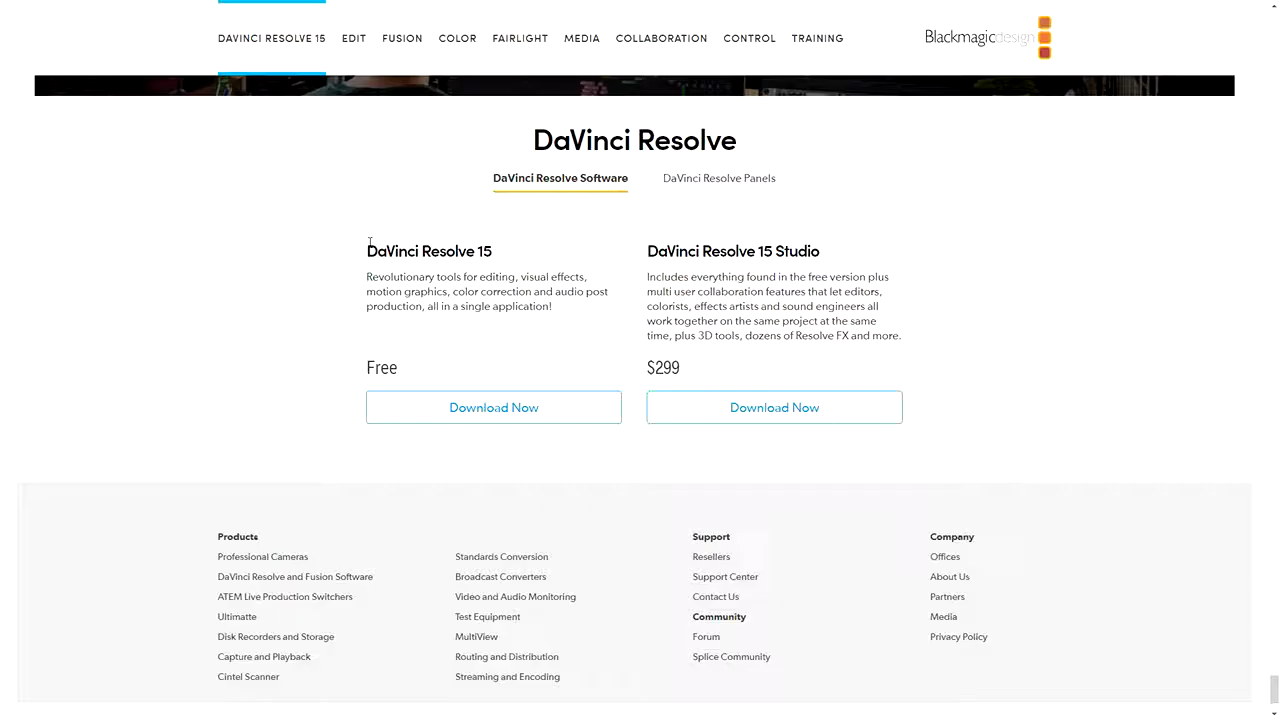 DAVINCI RESOLVE 15 EDIT FUSION COLOR FAIRLIGHT MEDIA COLLABORATION CONTROL TRAINING Blackmagicdesign
DaVinci Resolve
DaVinci Resolve Software DaVinci Resolve Panels
DaVinci Resolve 15
Revolutionary tools for editing, visual effects,
motion graphics, color correction and audio post
production, all in a single application!
Free
Download Now
DaVinci Resolve 15 Studio
Includes everything found in the free version plus
multi user collaboration features that let editors,
colorists, effects artists and sound engineers all
work together on the same project at the same
time, plus 3D tools, dozens of Resolve FX and more.
$299
Download Now
Products
Professional Cameras
DaVinci Resolve and Fusion Software
ATEM Live Production Switchers
Ultimatte
Disk Recorders and Storage
Capture and Playback
Cintel Scanner
Standards Conversion
Broadcast Converters
Video and Audio Monitoring
Test Equipment
MultiView
Routing and Distribution
Streaming and Encoding
Support
Resellers
Support Center
Contact Us
Community
Forum
Splice Community
Company
Offices
About Us
Partners
Media
Privacy Policy